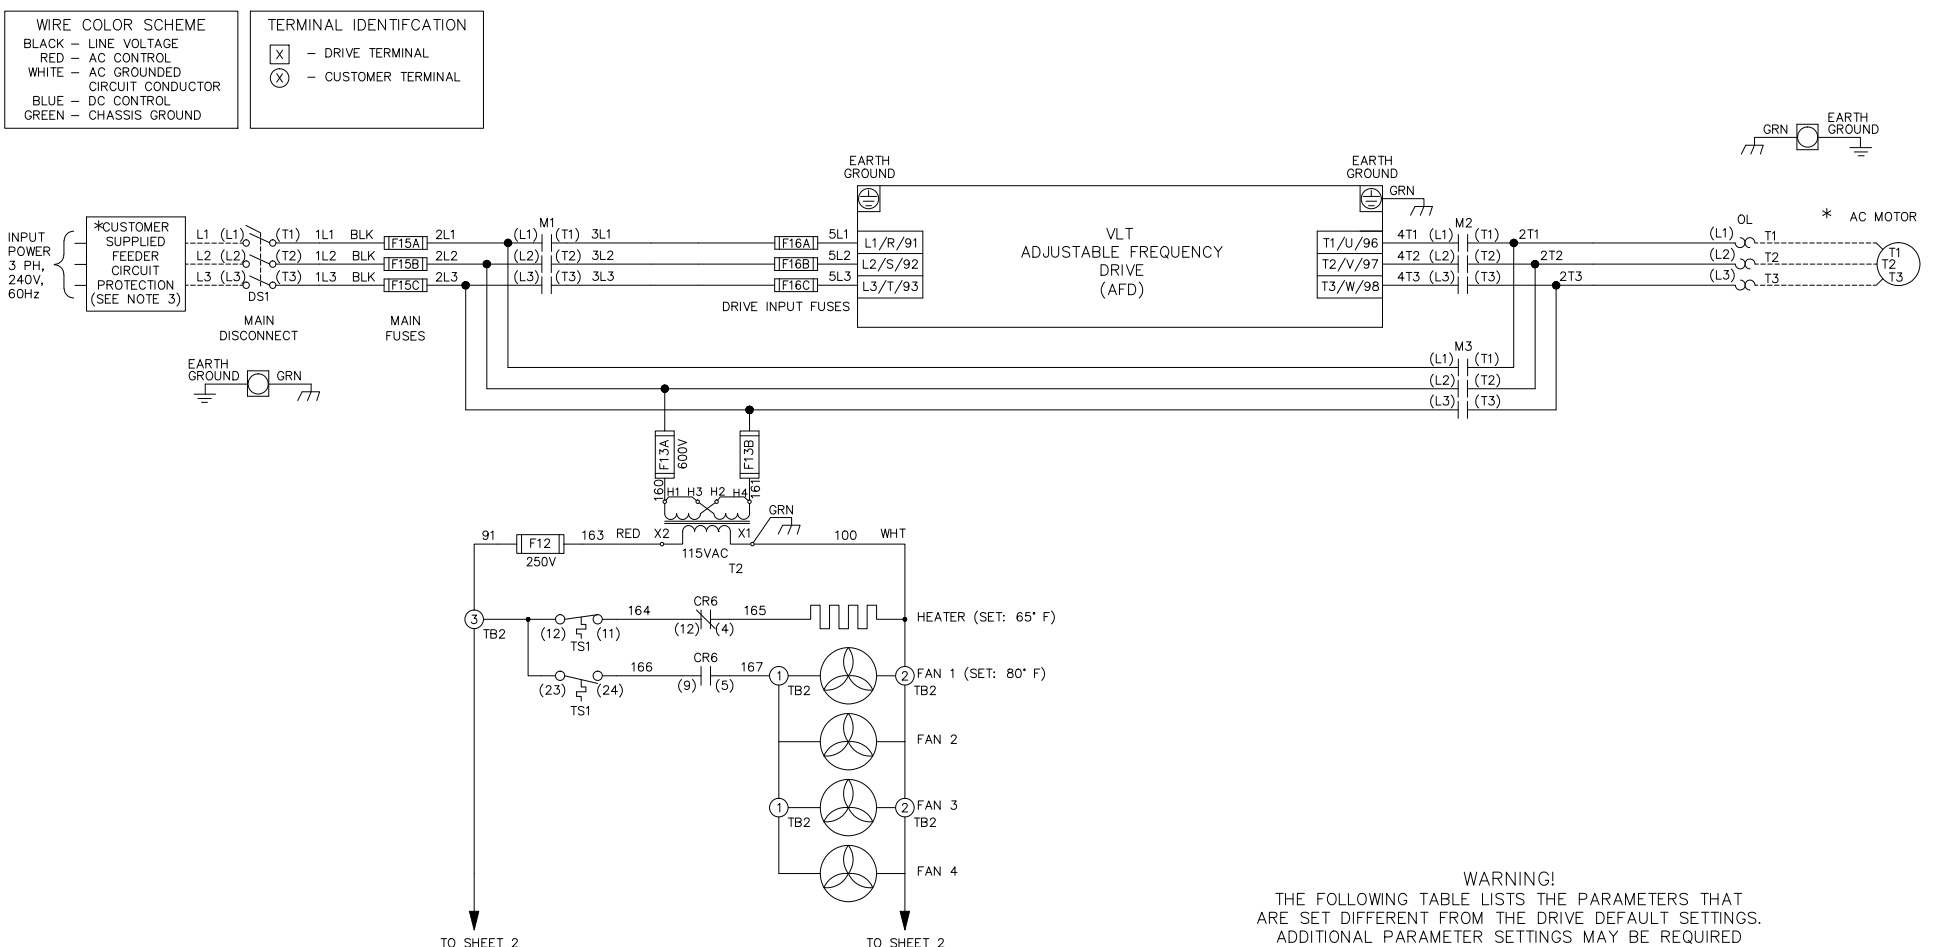 WIRE COLOR SCHEME
BLACK – LINE VOLTAGE
RED – AC CONTROL
WHITE – AC GROUNDED
CIRCUIT CONDUCTOR
BLUE – DC CONTROL
GREEN – CHASSIS GROUND
TERMINAL IDENTIFCATION
X – DRIVE TERMINAL
X – CUSTOMER TERMINAL
GRN
EARTH
GROUND
INPUT
POWER
3 PH,
240V,
60Hz
*CUSTOMER
SUPPLIED
FEEDER
CIRCUIT
PROTECTION
(SEE NOTE 3)
L1 (L1) (T1) 1L1 BLK F15A 2L1 (L1) M1 (T1) 3L1 F16A 5L1 L1/R/91
L2 (L2) (T2) 1L2 BLK F15B 2L2 (L2) (T2) 3L2 F16B 5L2 L2/S/92
L3 (L3) (T3) 1L3 BLK F15C 2L3 (L3) (T3) 3L3 F16C 5L3 L3/T/93
DS1
MAIN
DISCONNECT
MAIN
FUSES
DRIVE INPUT FUSES
EARTH
GROUND
EARTH
GROUND
GRN
VLT
ADJUSTABLE FREQUENCY
DRIVE
(AFD)
T1/U/96 4T1 (L1) M2 (T1) 2T1 (L1) OL T1
T2/V/97 4T2 (L2) (T2) 2T2 (L2) T2
T3/W/98 4T3 (L3) (T3) 2T3 (L3) T3
* AC MOTOR
T1
T2
T3
EARTH
GROUND GRN
M3
(L1) (T1)
(L2) (T2)
(L3) (T3)
F13A
600V
F13B
160
161
H1 H3 H2 H4
GRN
91 F12 163 RED X2 X1 100 WHT
250V
115VAC
T2
3
TB2
(12) (11)
TS1
164
CR6
(12) (4)
165
HEATER (SET: 65° F)
(23) (24)
TS1
166
CR6
(9) (5)
167
1
TB2
2
TB2
FAN 1 (SET: 80° F)
FAN 2
1
TB2
2
TB2
FAN 3
FAN 4
TO SHEET 2
TO SHEET 2
WARNING!
THE FOLLOWING TABLE LISTS THE PARAMETERS THAT
ARE SET DIFFERENT FROM THE DRIVE DEFAULT SETTINGS.
ADDITIONAL PARAMETER SETTINGS MAY BE REQUIRED